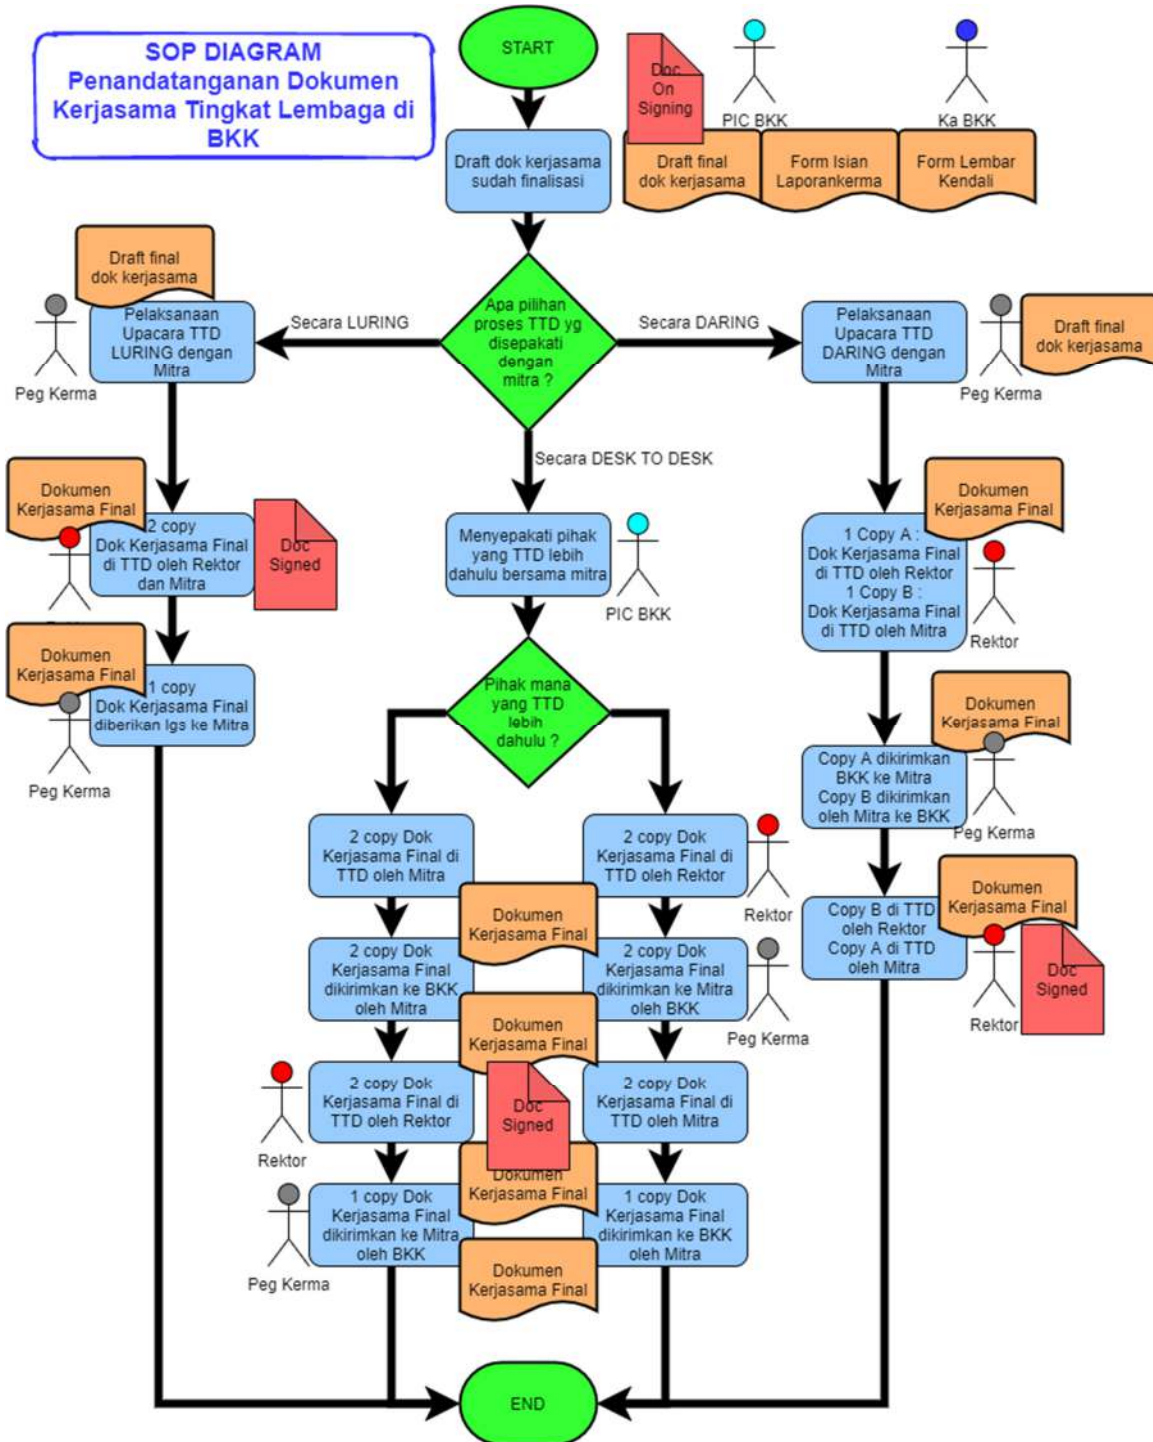 SOP DIAGRAM
Penandatanganan Dokumen
Kerjasama Tingkat Lembaga di
BKK
START
Doc
On
Signing
PIC BKK
Ka BKK
Draft dok kerjasama
sudah finalisasi
Draft final
dok kerjasama
Form Isian
Laporankerma
Form Lembar
Kendali
Draft final
dok kerjasama
Peg Kerma
Pelaksanaan
Upacara TTD
LURING dengan
Mitra
Secara LURING
Apa pilihan
proses TTD yg
disepakati
dengan
mitra ?
Secara DARING
Pelaksanaan
Upacara TTD
DARING dengan
Mitra
Peg Kerma
Draft final
dok kerjasama
Secara DESK TO DESK
Dokumen
Kerjasama Final
2 copy
Dok Kerjasama Final
di TTD oleh Rektor
dan Mitra
Doc
Signed
Menyepakati pihak
yang TTD lebih
dahulu bersama mitra
PIC BKK
Dokumen
Kerjasama Final
1 Copy A :
Dok Kerjasama Final
di TTD oleh Rektor
1 Copy B :
Dok Kerjasama Final
di TTD oleh Mitra
Rektor
Dokumen
Kerjasama Final
1 copy
Dok Kerjasama Final
diberikan lgs ke Mitra
Peg Kerma
Pihak mana
yang TTD
lebih
dahulu ?
Dokumen
Kerjasama Final
Copy A dikirimkan
BKK ke Mitra
Copy B dikirimkan
oleh Mitra ke BKK
Peg Kerma
2 copy Dok
Kerjasama Final di
TTD oleh Mitra
2 copy Dok
Kerjasama Final di
TTD oleh Rektor
Rektor
Dokumen
Kerjasama Final
Copy B di TTD
oleh Rektor
Copy A di TTD
oleh Mitra
Rektor
Doc
Signed
Dokumen
Kerjasama Final
2 copy Dok
Kerjasama Final
dikirimkan ke BKK
oleh Mitra
2 copy Dok
Kerjasama Final
dikirimkan ke Mitra
oleh BKK
Peg Kerma
Dokumen
Kerjasama Final
Rektor
2 copy Dok
Kerjasama Final di
TTD oleh Rektor
Doc
Signed
2 copy Dok
Kerjasama Final di
TTD oleh Mitra
Dokumen
Kerjasama Final
Peg Kerma
1 copy Dok
Kerjasama Final
dikirimkan ke Mitra
oleh BKK
1 copy Dok
Kerjasama Final
dikirimkan ke BKK
oleh Mitra
Dokumen
Kerjasama Final
END